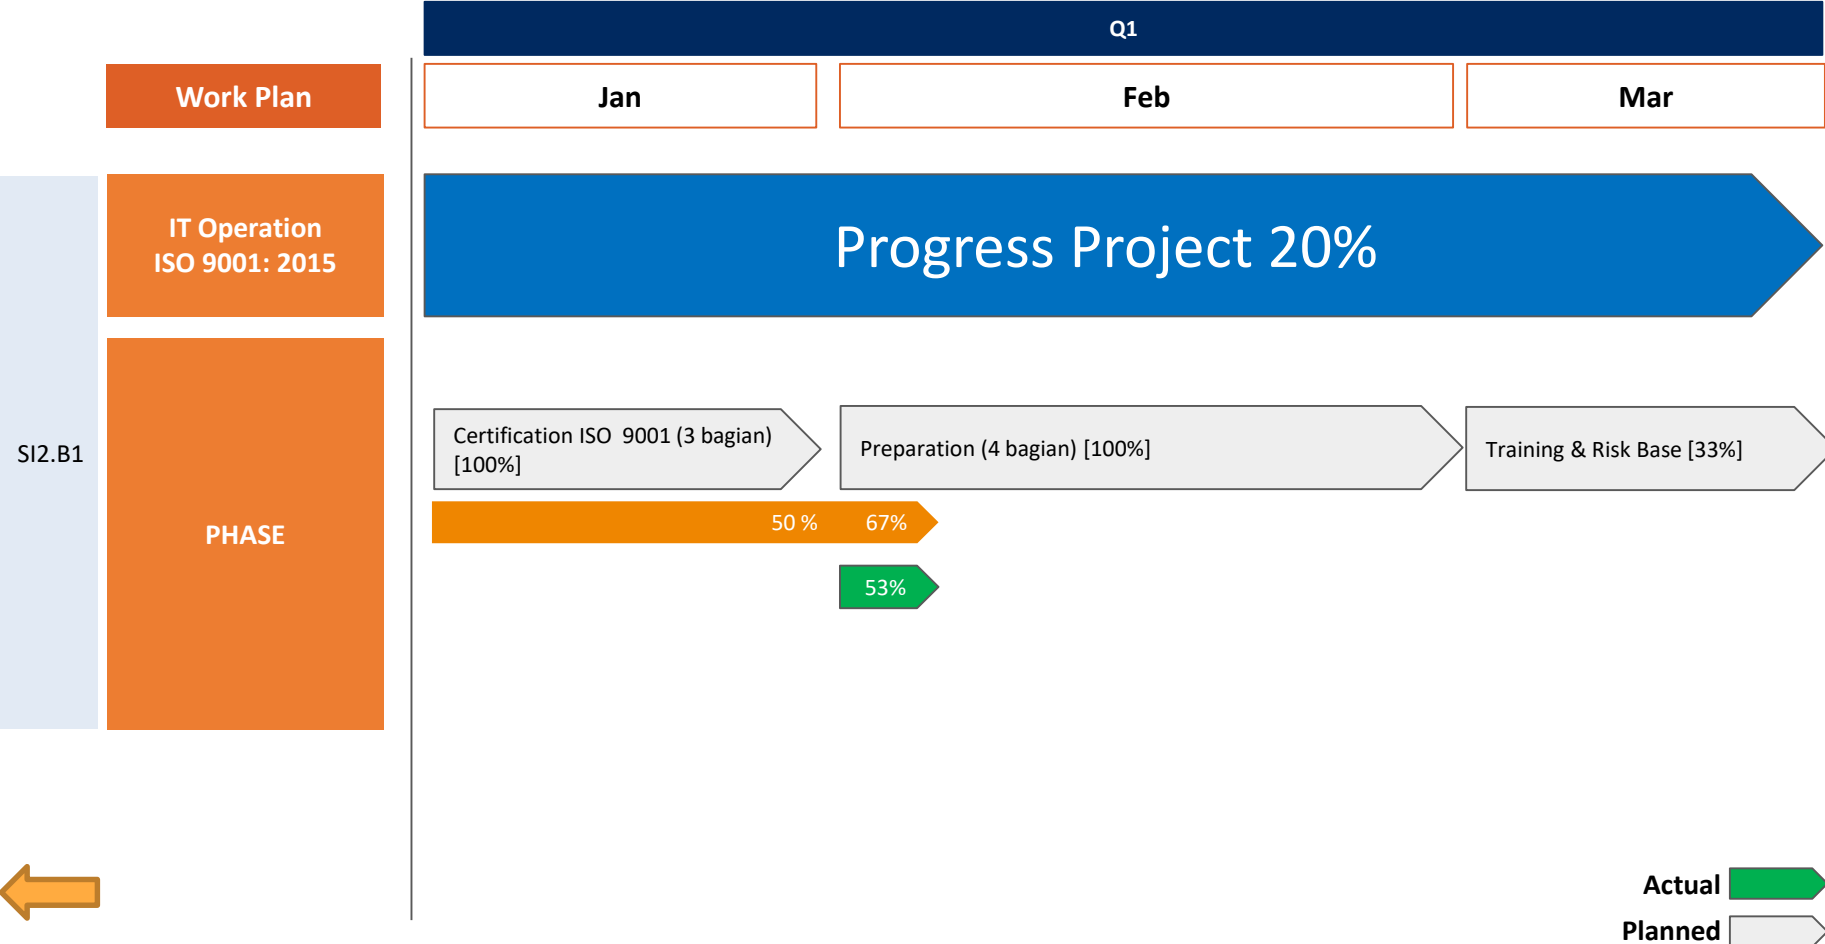 Q1
Work Plan
Jan
Feb
Mar
IT Operation
ISO 9001: 2015
Progress Project 20%
SI2.B1
PHASE
Certification ISO  9001 (3 bagian)
[100%]
Preparation (4 bagian) [100%]
Training & Risk Base [33%]
50 %
67%
53%
Actual
Planned